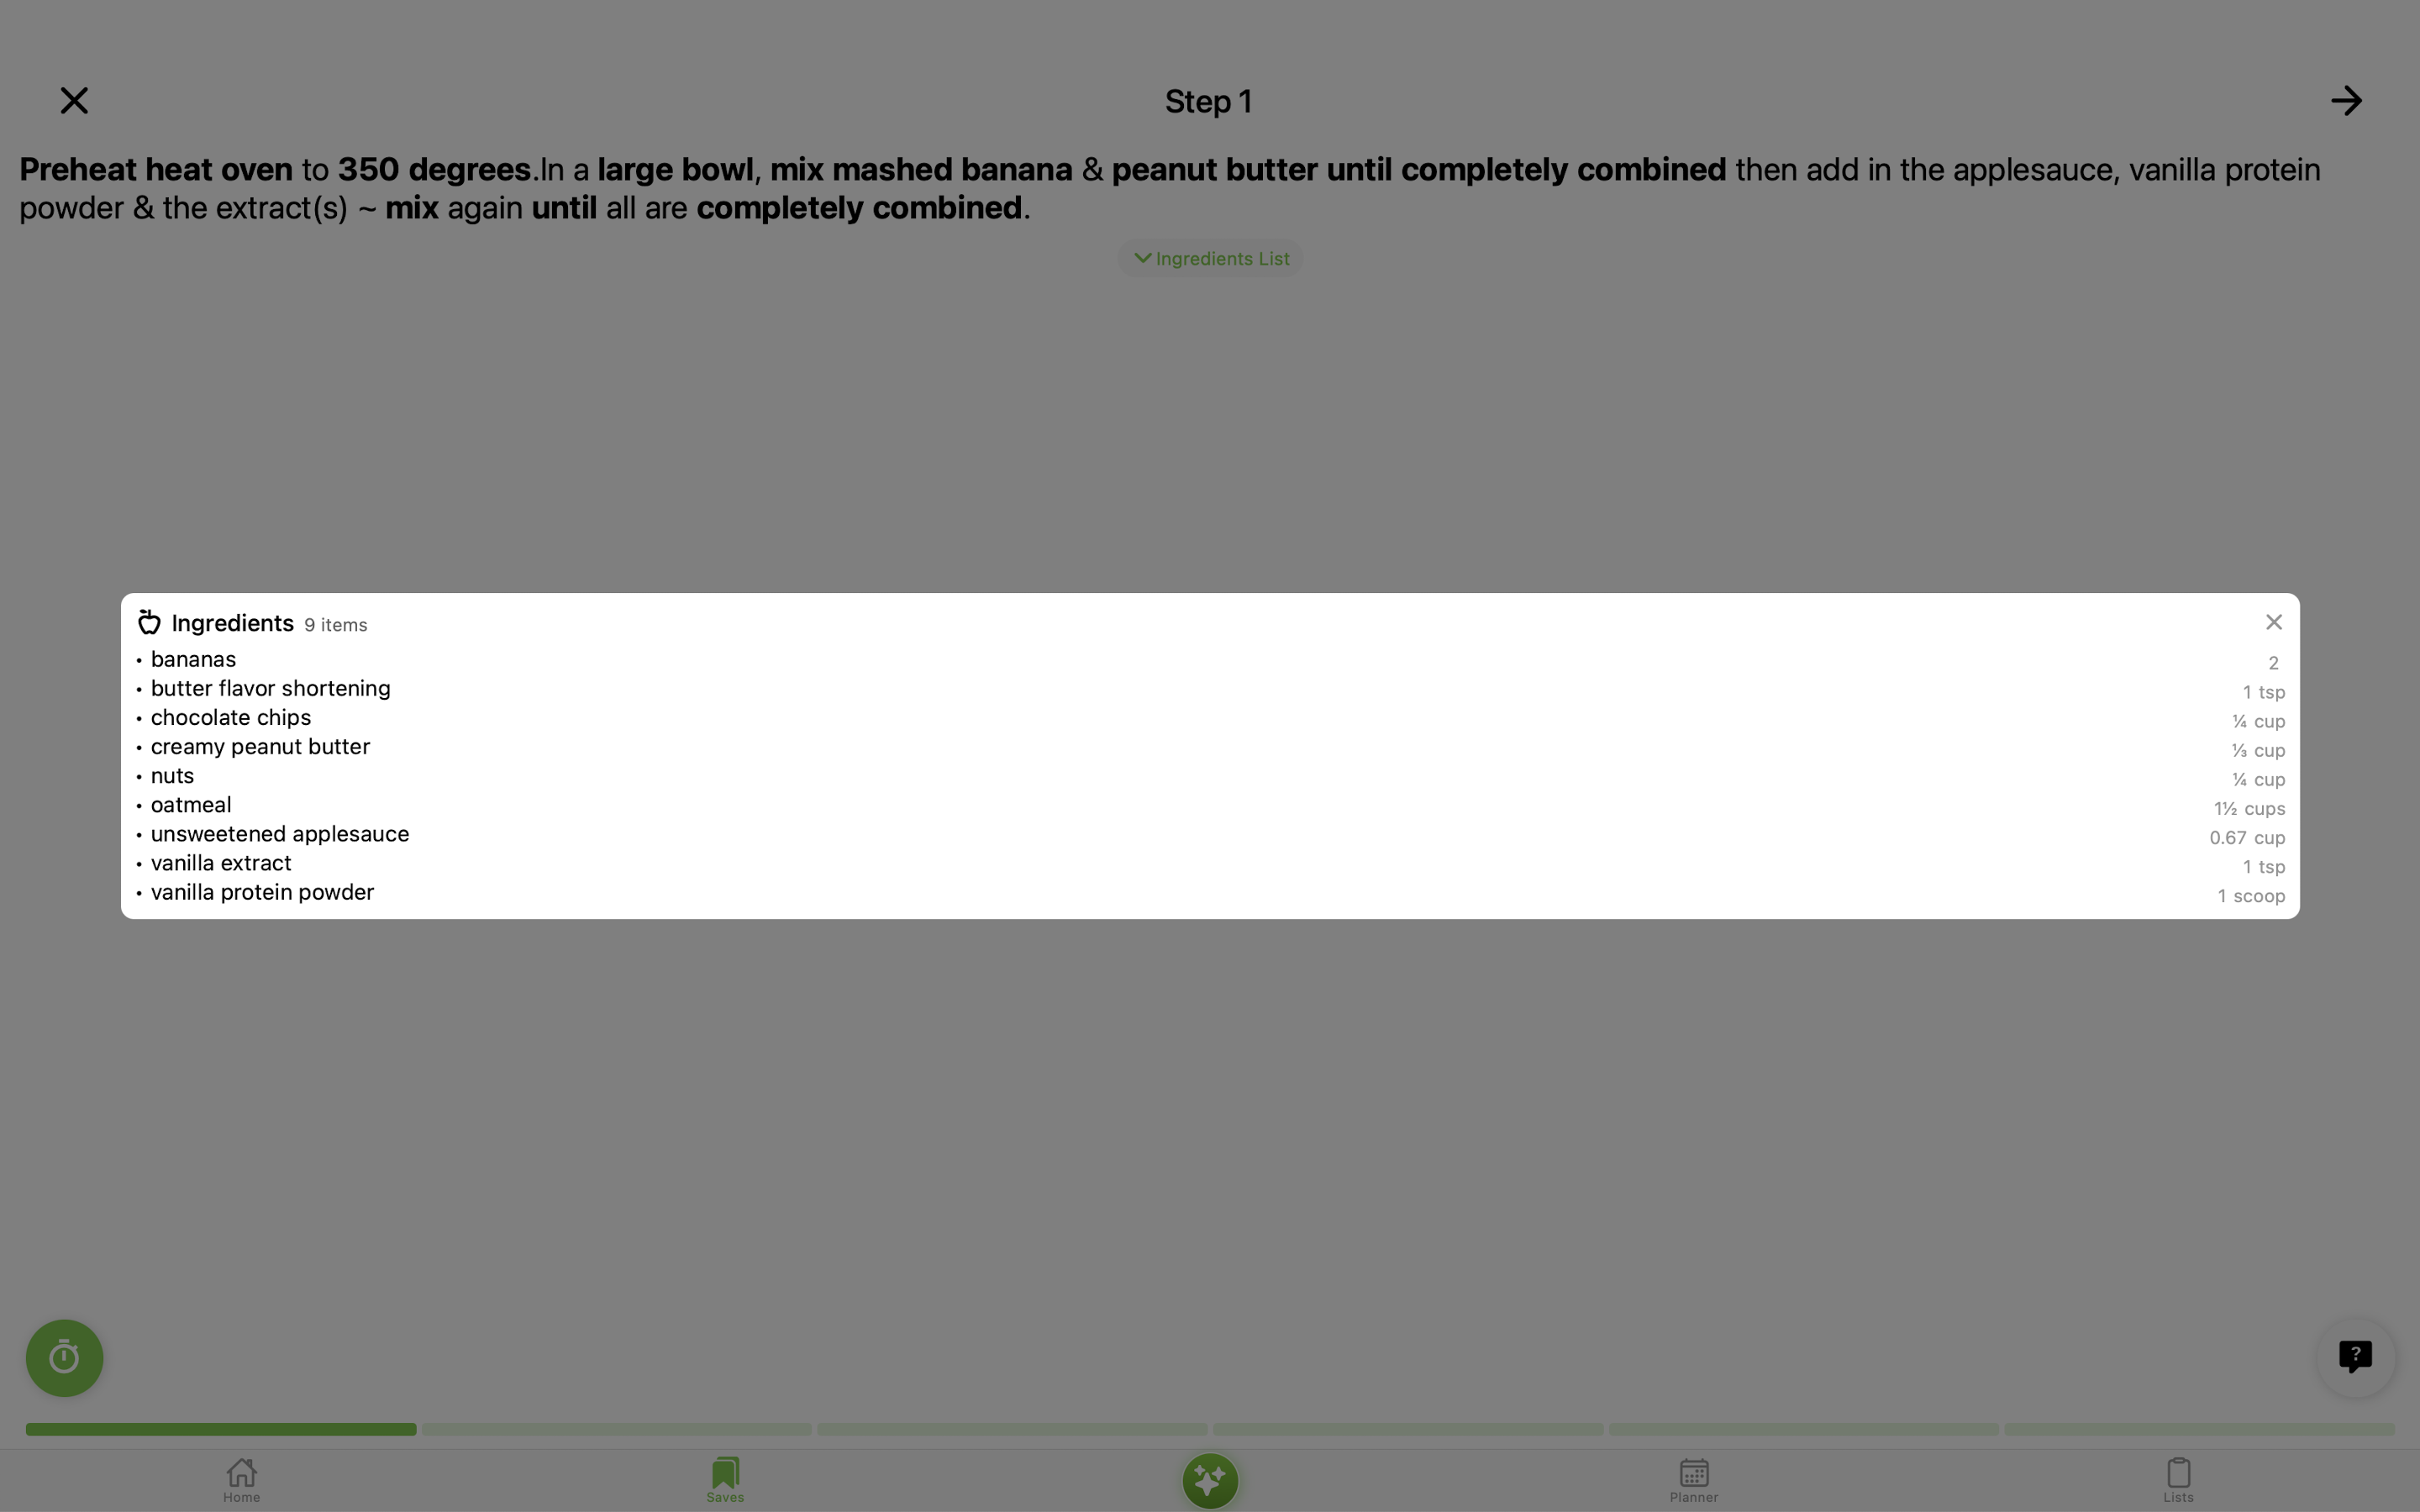 Step 1
Preheat heat oven to 350 degrees.In a large bowl, mix mashed banana & peanut butter until completely combined then add in the applesauce, vanilla protein
powder & the extract(s) ~ mix again until all are completely combined.
Ingredients List
Ingredients 9 items
• bananas 2
• butter flavor shortening 1 tsp
• chocolate chips ¼ cup
• creamy peanut butter ⅓ cup
• nuts ¼ cup
• oatmeal 1½ cups
• unsweetened applesauce 0.67 cup
• vanilla extract 1 tsp
• vanilla protein powder 1 scoop
?
Home Saves Planner Lists